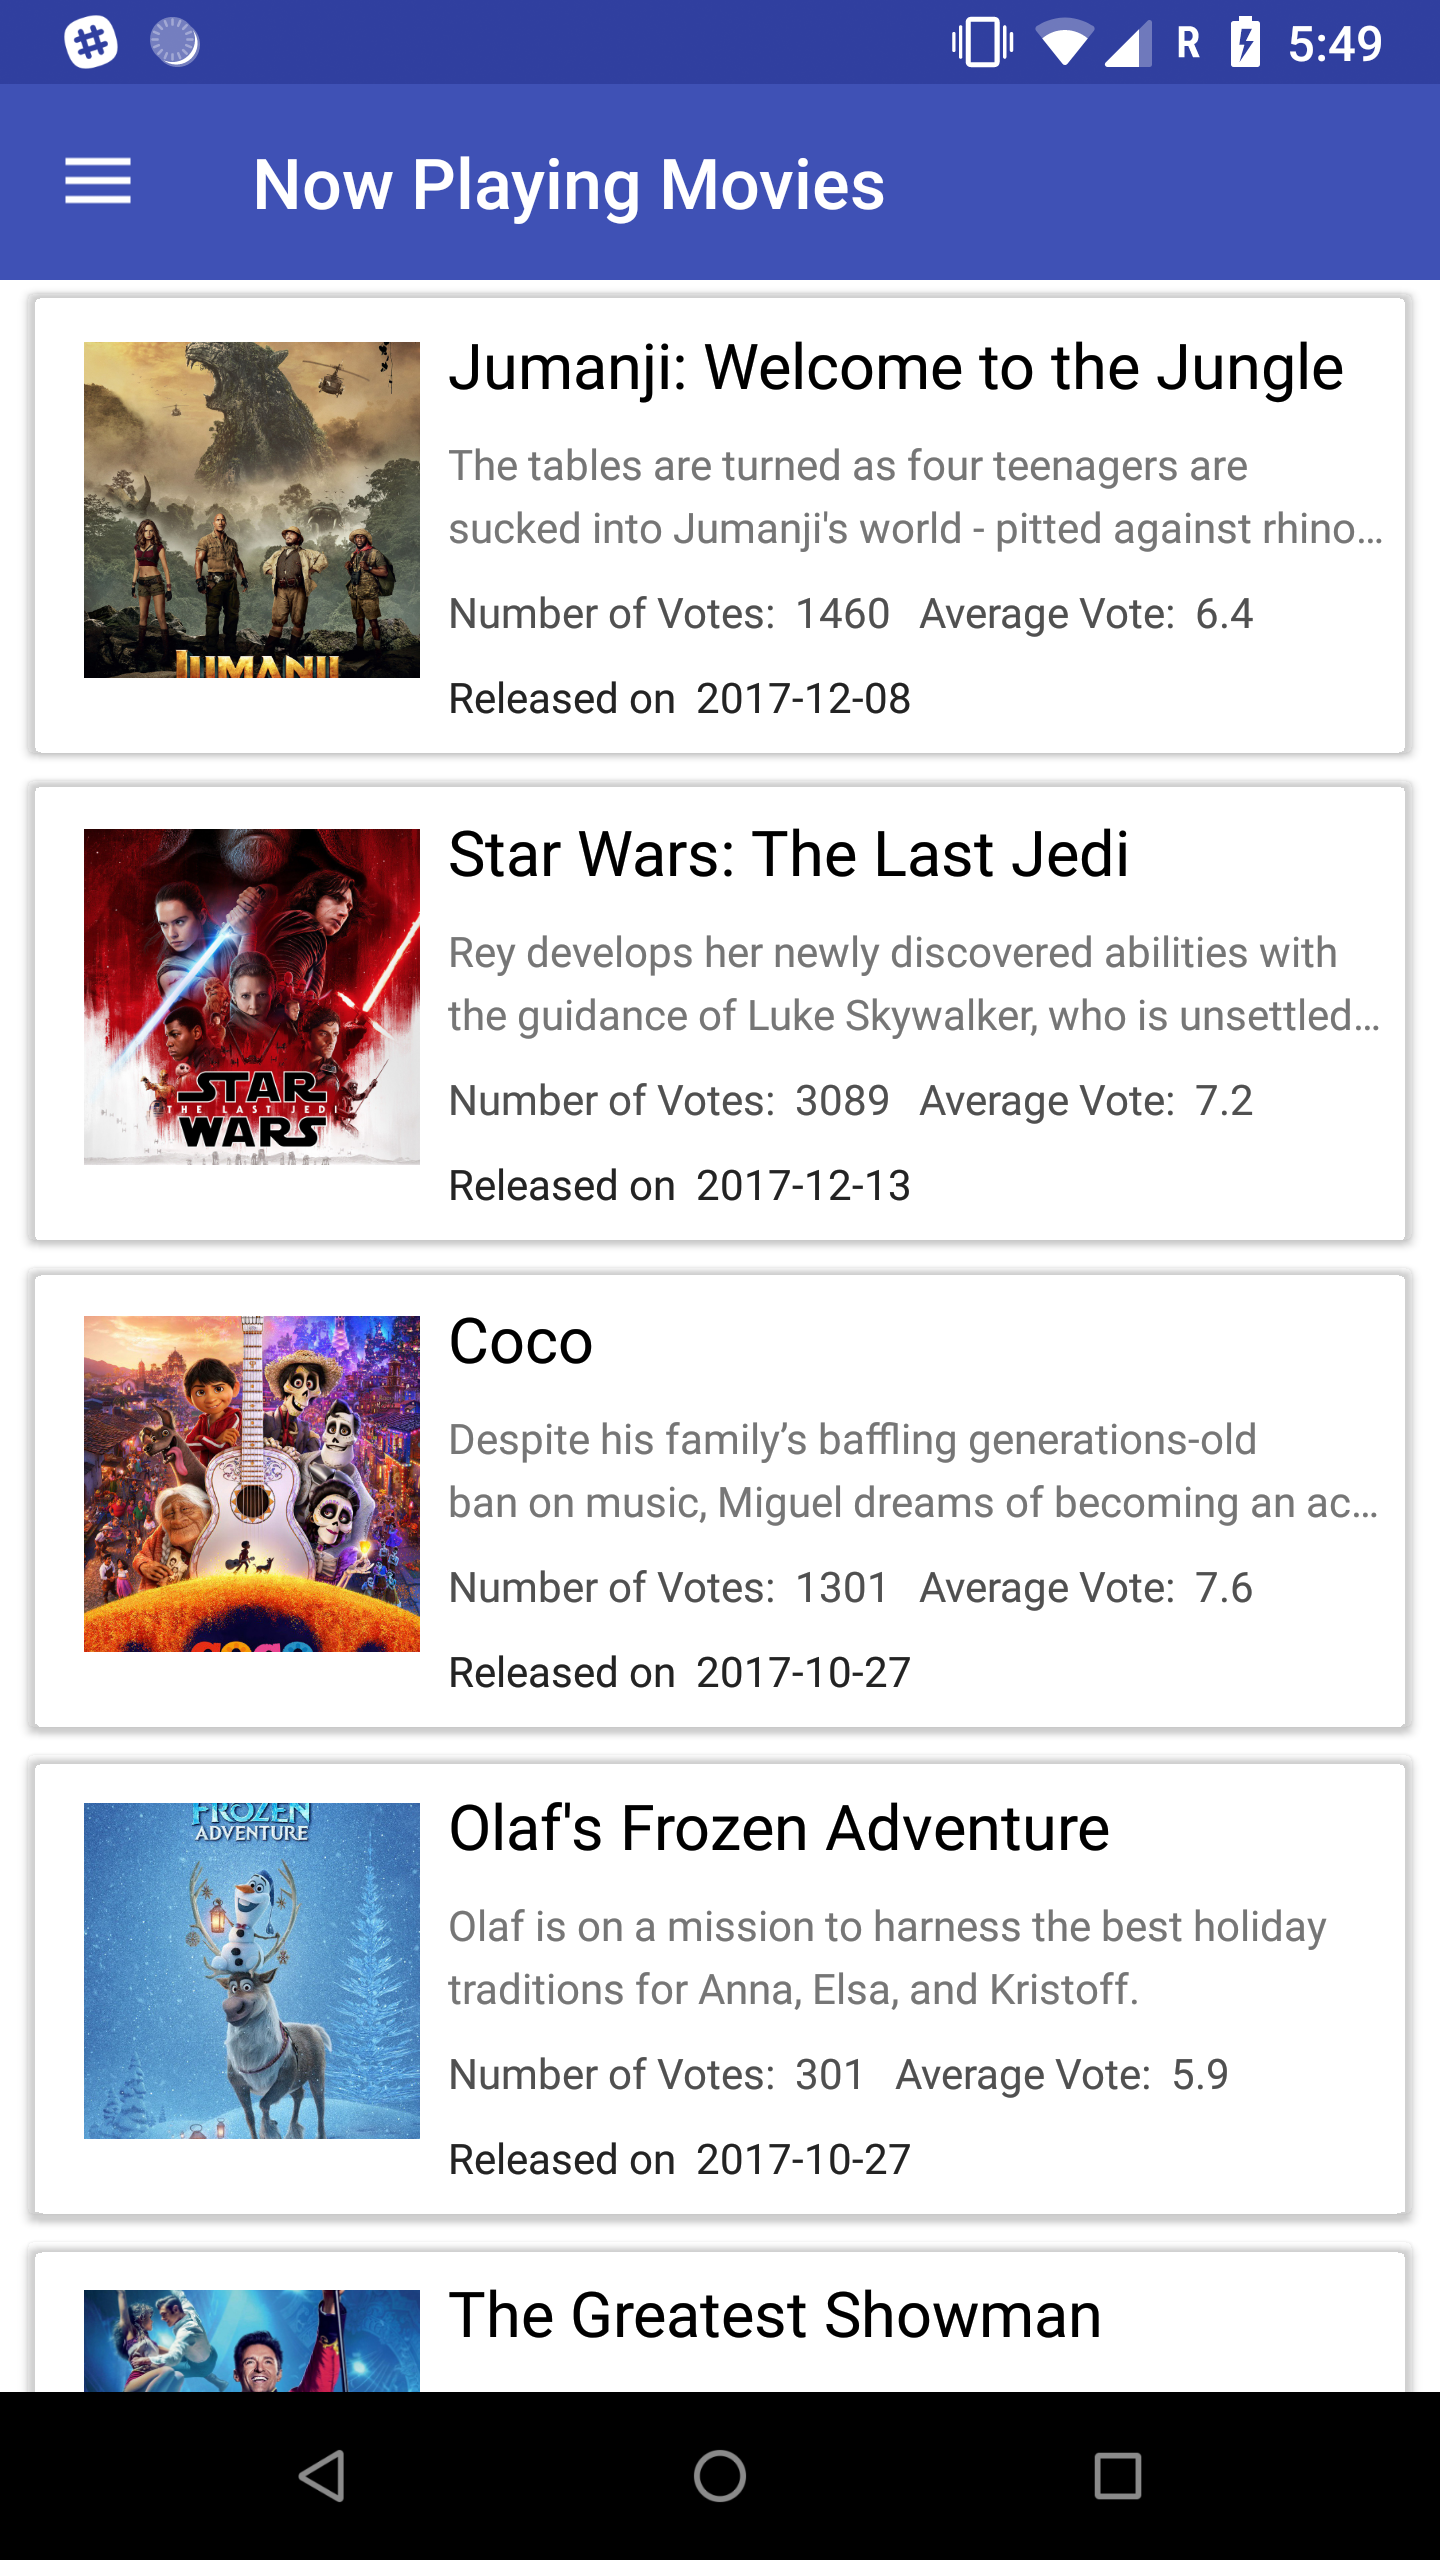 R 5:49
Now Playing Movies
Jumanji: Welcome to the Jungle
The tables are turned as four teenagers are
sucked into Jumanji's world - pitted against rhino…
Number of Votes: 1460 Average Vote: 6.4
JUMANJI
Released on 2017-12-08
Star Wars: The Last Jedi
Rey develops her newly discovered abilities with
the guidance of Luke Skywalker, who is unsettled…
STAR
THE LAST JEDI
WARS
Number of Votes: 3089 Average Vote: 7.2
Released on 2017-12-13
Coco
Despite his family’s baffling generations-old
ban on music, Miguel dreams of becoming an ac…
Number of Votes: 1301 Average Vote: 7.6
coco
Released on 2017-10-27
FROZEN
ADVENTURE
Olaf's Frozen Adventure
Olaf is on a mission to harness the best holiday
traditions for Anna, Elsa, and Kristoff.
Number of Votes: 301 Average Vote: 5.9
Released on 2017-10-27
The Greatest Showman